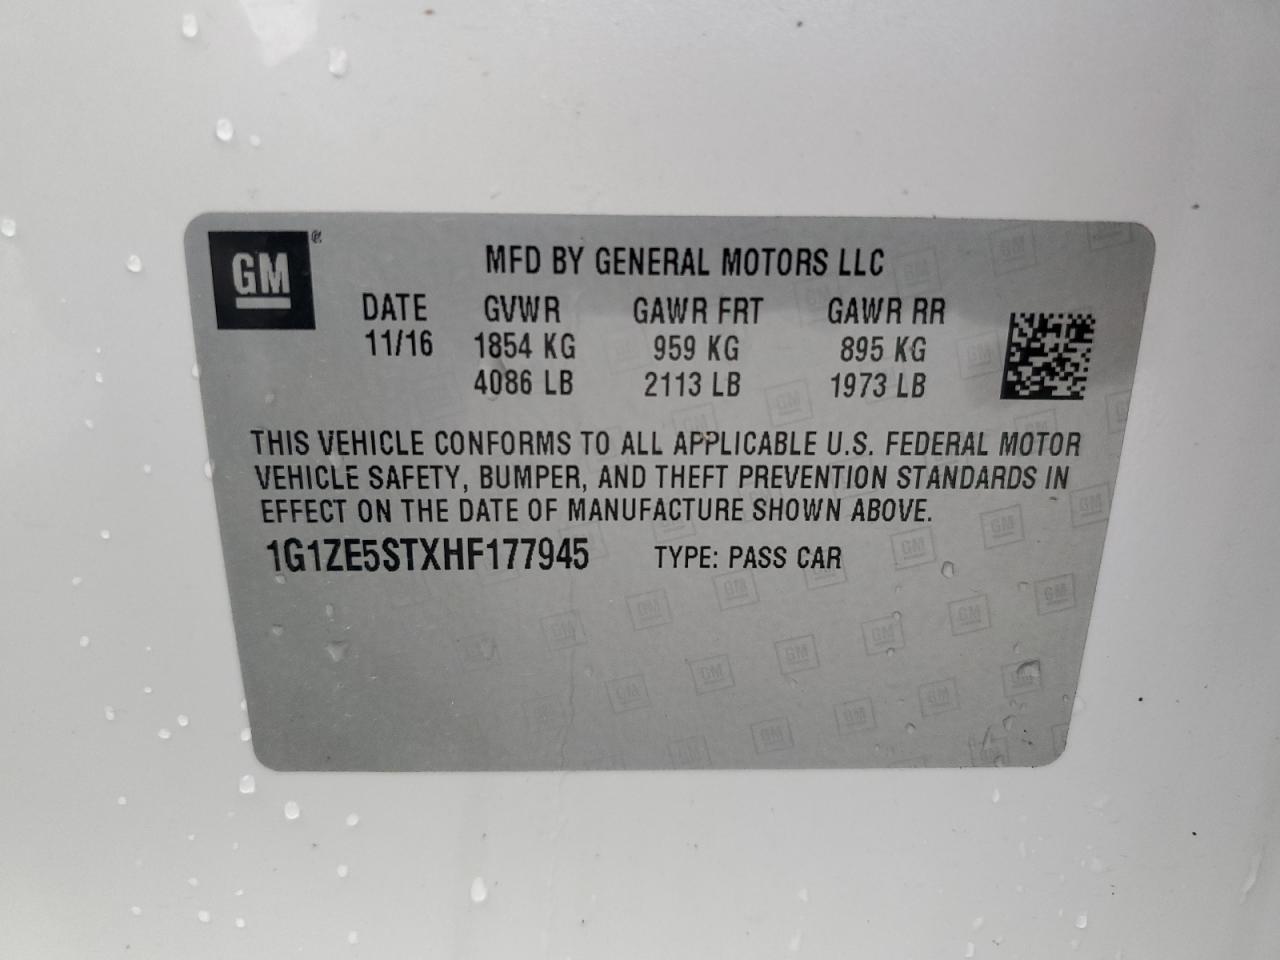 GM
MFD BY GENERAL MOTORS LLC
DATE GVWR GAWR FRT GAWR RR
11/16 1854 KG 959 KG 895 KG
4086 LB 2113 LB 1973 LB
THIS VEHICLE CONFORMS TO ALL APPLICABLE U.S. FEDERAL MOTOR
VEHICLE SAFETY, BUMPER, AND THEFT PREVENTION STANDARDS IN
EFFECT ON THE DATE OF MANUFACTURE SHOWN ABOVE.
1G1ZE5STXHF177945 TYPE: PASS CAR